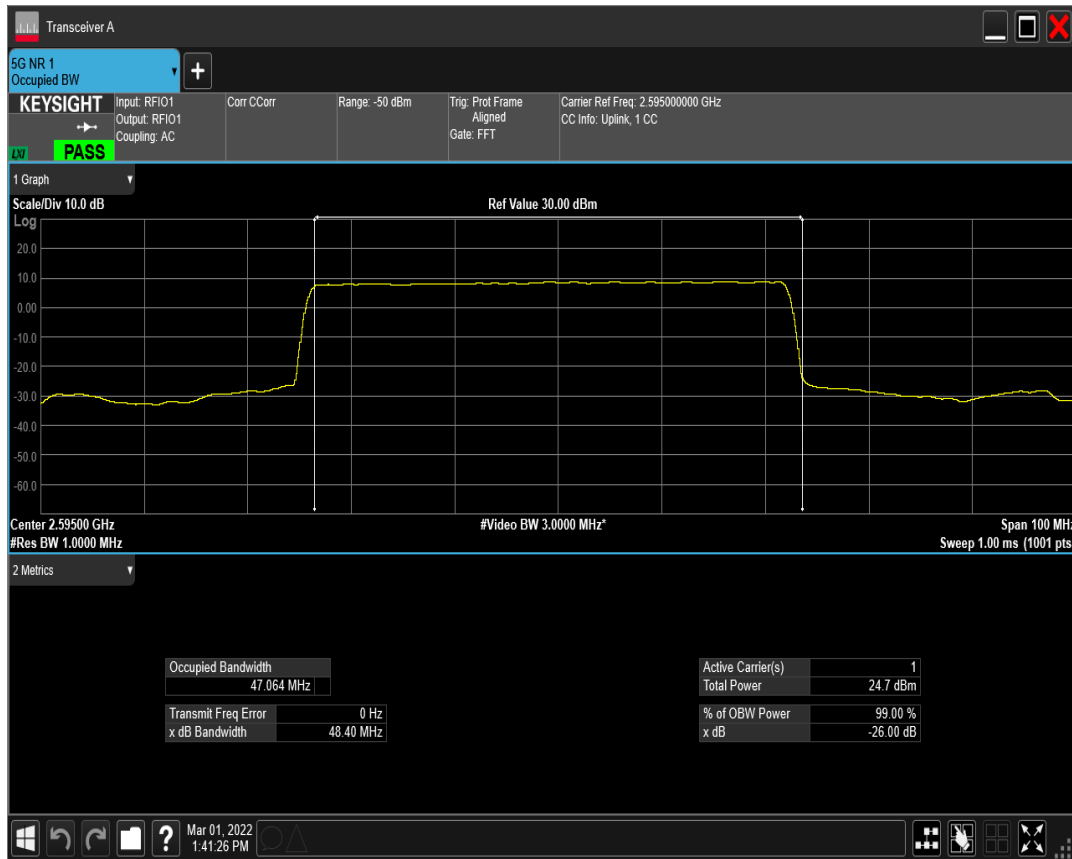 Transceiver A
5G NR 1
Occupied BW
KEYSIGHT
LXI
PASS
Input: RFIO1
Output: RFIO1
Coupling: AC
Corr CCorr
Range: -50 dBm
Trig: Prot Frame
Aligned
Gate: FFT
Carrier Ref Freq: 2.595000000 GHz
CC Info: Uplink, 1 CC
1 Graph
Scale/Div 10.0 dB
Ref Value 30.00 dBm
Log
20.0
10.0
0.00
-10.0
-20.0
-30.0
-40.0
-50.0
-60.0
Center 2.59500 GHz
#Video BW 3.0000 MHz*
Span 100 MHz
#Res BW 1.0000 MHz
Sweep 1.00 ms (1001 pts
2 Metrics
Occupied Bandwidth
47.064 MHz
Transmit Freq Error 0 Hz
x dB Bandwidth 48.40 MHz
Active Carrier(s) 1
Total Power 24.7 dBm
% of OBW Power 99.00 %
x dB -26.00 dB
?
Mar 01, 2022
1:41:26 PM